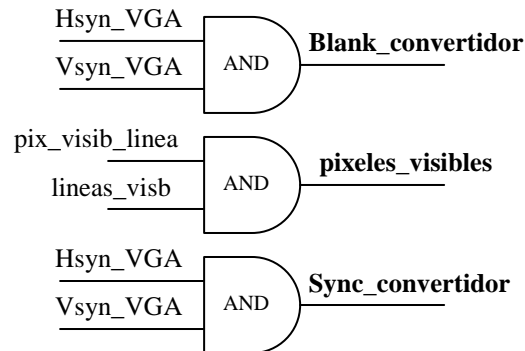 Hsyn_VGA
Vsyn_VGA
AND
Blank_convertidor
pix_visib_linea
lineas_visb
AND
pixeles_visibles
Hsyn_VGA
Vsyn_VGA
AND
Sync_convertidor